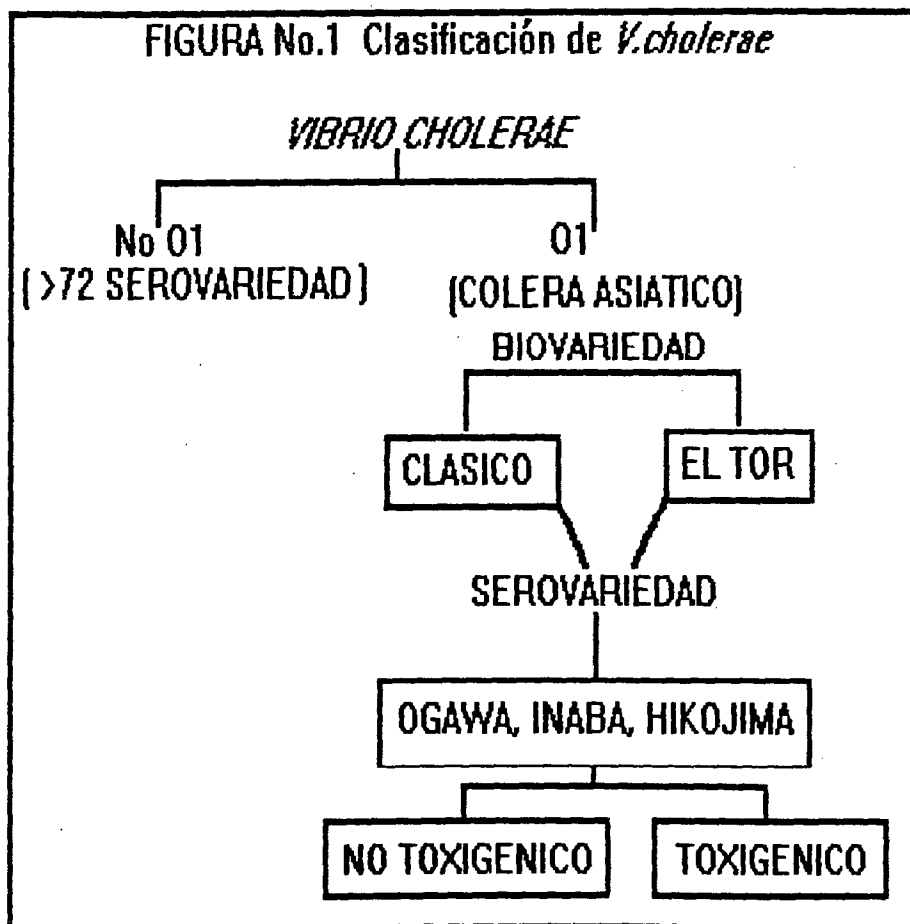 FIGURA No.1 Clasificación de V.cholerae
VIBRIO CHOLERAE
No 01
(>72 SEROVARIEDAD)
01
(COLERA ASIATICO)
BIOVARIEDAD
CLASICO
EL TOR
SEROVARIEDAD
OGAWA, INABA, HIKOJIMA
NO TOXIGENICO
TOXIGENICO